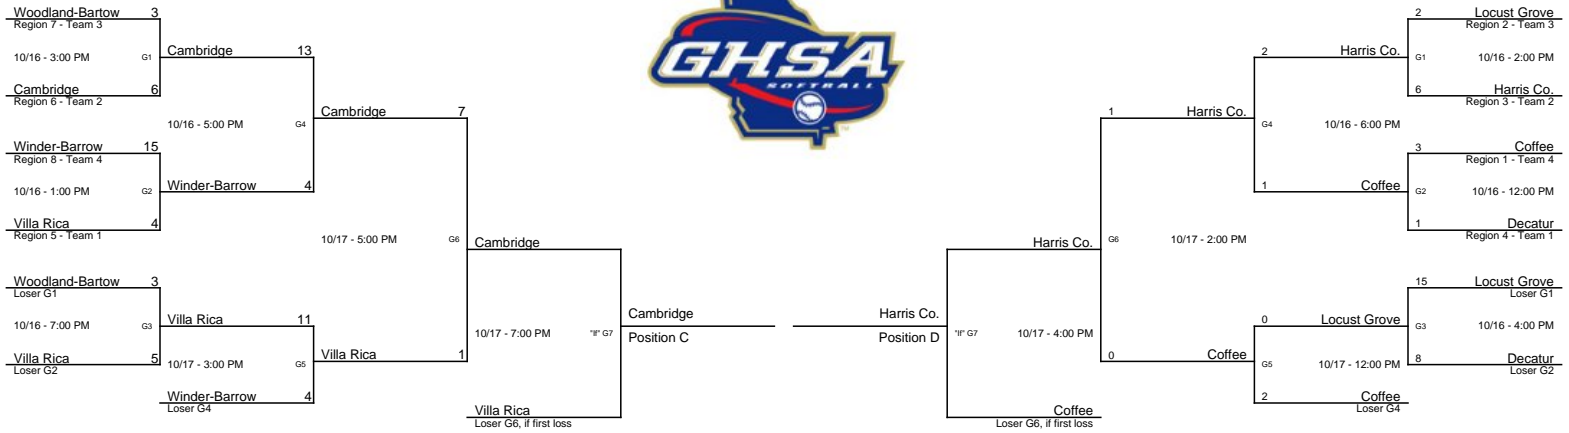 Woodland-Bartow 3
Region 7 - Team 3
10/16 - 3:00 PM G1
Cambridge 13
Cambridge 6
Region 6 - Team 2
10/16 - 5:00 PM G4
Cambridge 7
Winder-Barrow 15
Region 8 - Team 4
10/16 - 1:00 PM G2
Winder-Barrow 4
Villa Rica 4
Region 5 - Team 1
10/17 - 5:00 PM G6
Cambridge
Woodland-Bartow 3
Loser G1
10/16 - 7:00 PM G3
Villa Rica 11
Villa Rica 5
Loser G2
10/17 - 3:00 PM G5
Villa Rica 1
Winder-Barrow 4
Loser G4
10/17 - 7:00 PM "If" G7
Cambridge
Position C
Villa Rica
Loser G6, if first loss
GHSA
SOFTBALL
TM
2 Locust Grove
Region 2 - Team 3
2 Harris Co.
G1 10/16 - 2:00 PM
6 Harris Co.
Region 3 - Team 2
1 Harris Co.
G4 10/16 - 6:00 PM
3 Coffee
Region 1 - Team 4
1 Coffee
G2 10/16 - 12:00 PM
1 Decatur
Region 4 - Team 1
Harris Co.
G6 10/17 - 2:00 PM
15 Locust Grove
Loser G1
0 Locust Grove
G3 10/16 - 4:00 PM
8 Decatur
Loser G2
0 Coffee
G5 10/17 - 12:00 PM
2 Coffee
Loser G4
Harris Co.
Position D
"If" G7 10/17 - 4:00 PM
Coffee
Loser G6, if first loss